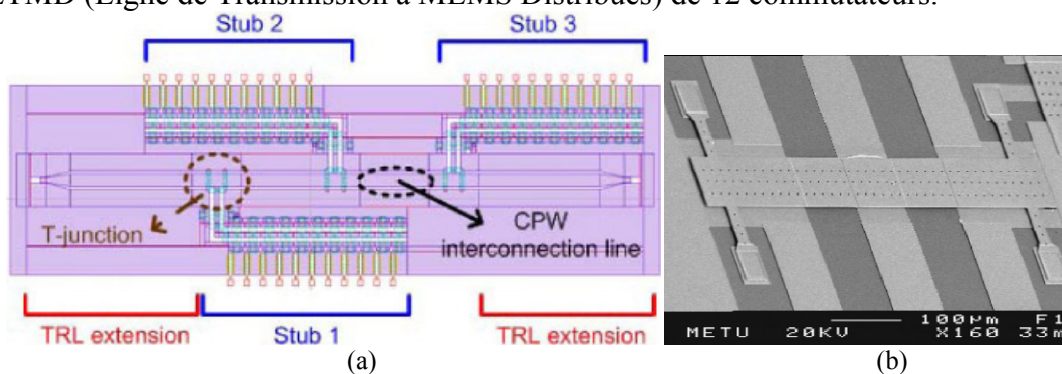 LTMD (Ligne de Transmission à MEMS Distribués) de 12 commutateurs.
Stub 2
Stub 3
T-junction
CPW
interconnection line
TRL extension
Stub 1
TRL extension
100µm
METU 20KV X160 33m
(a)
(b)